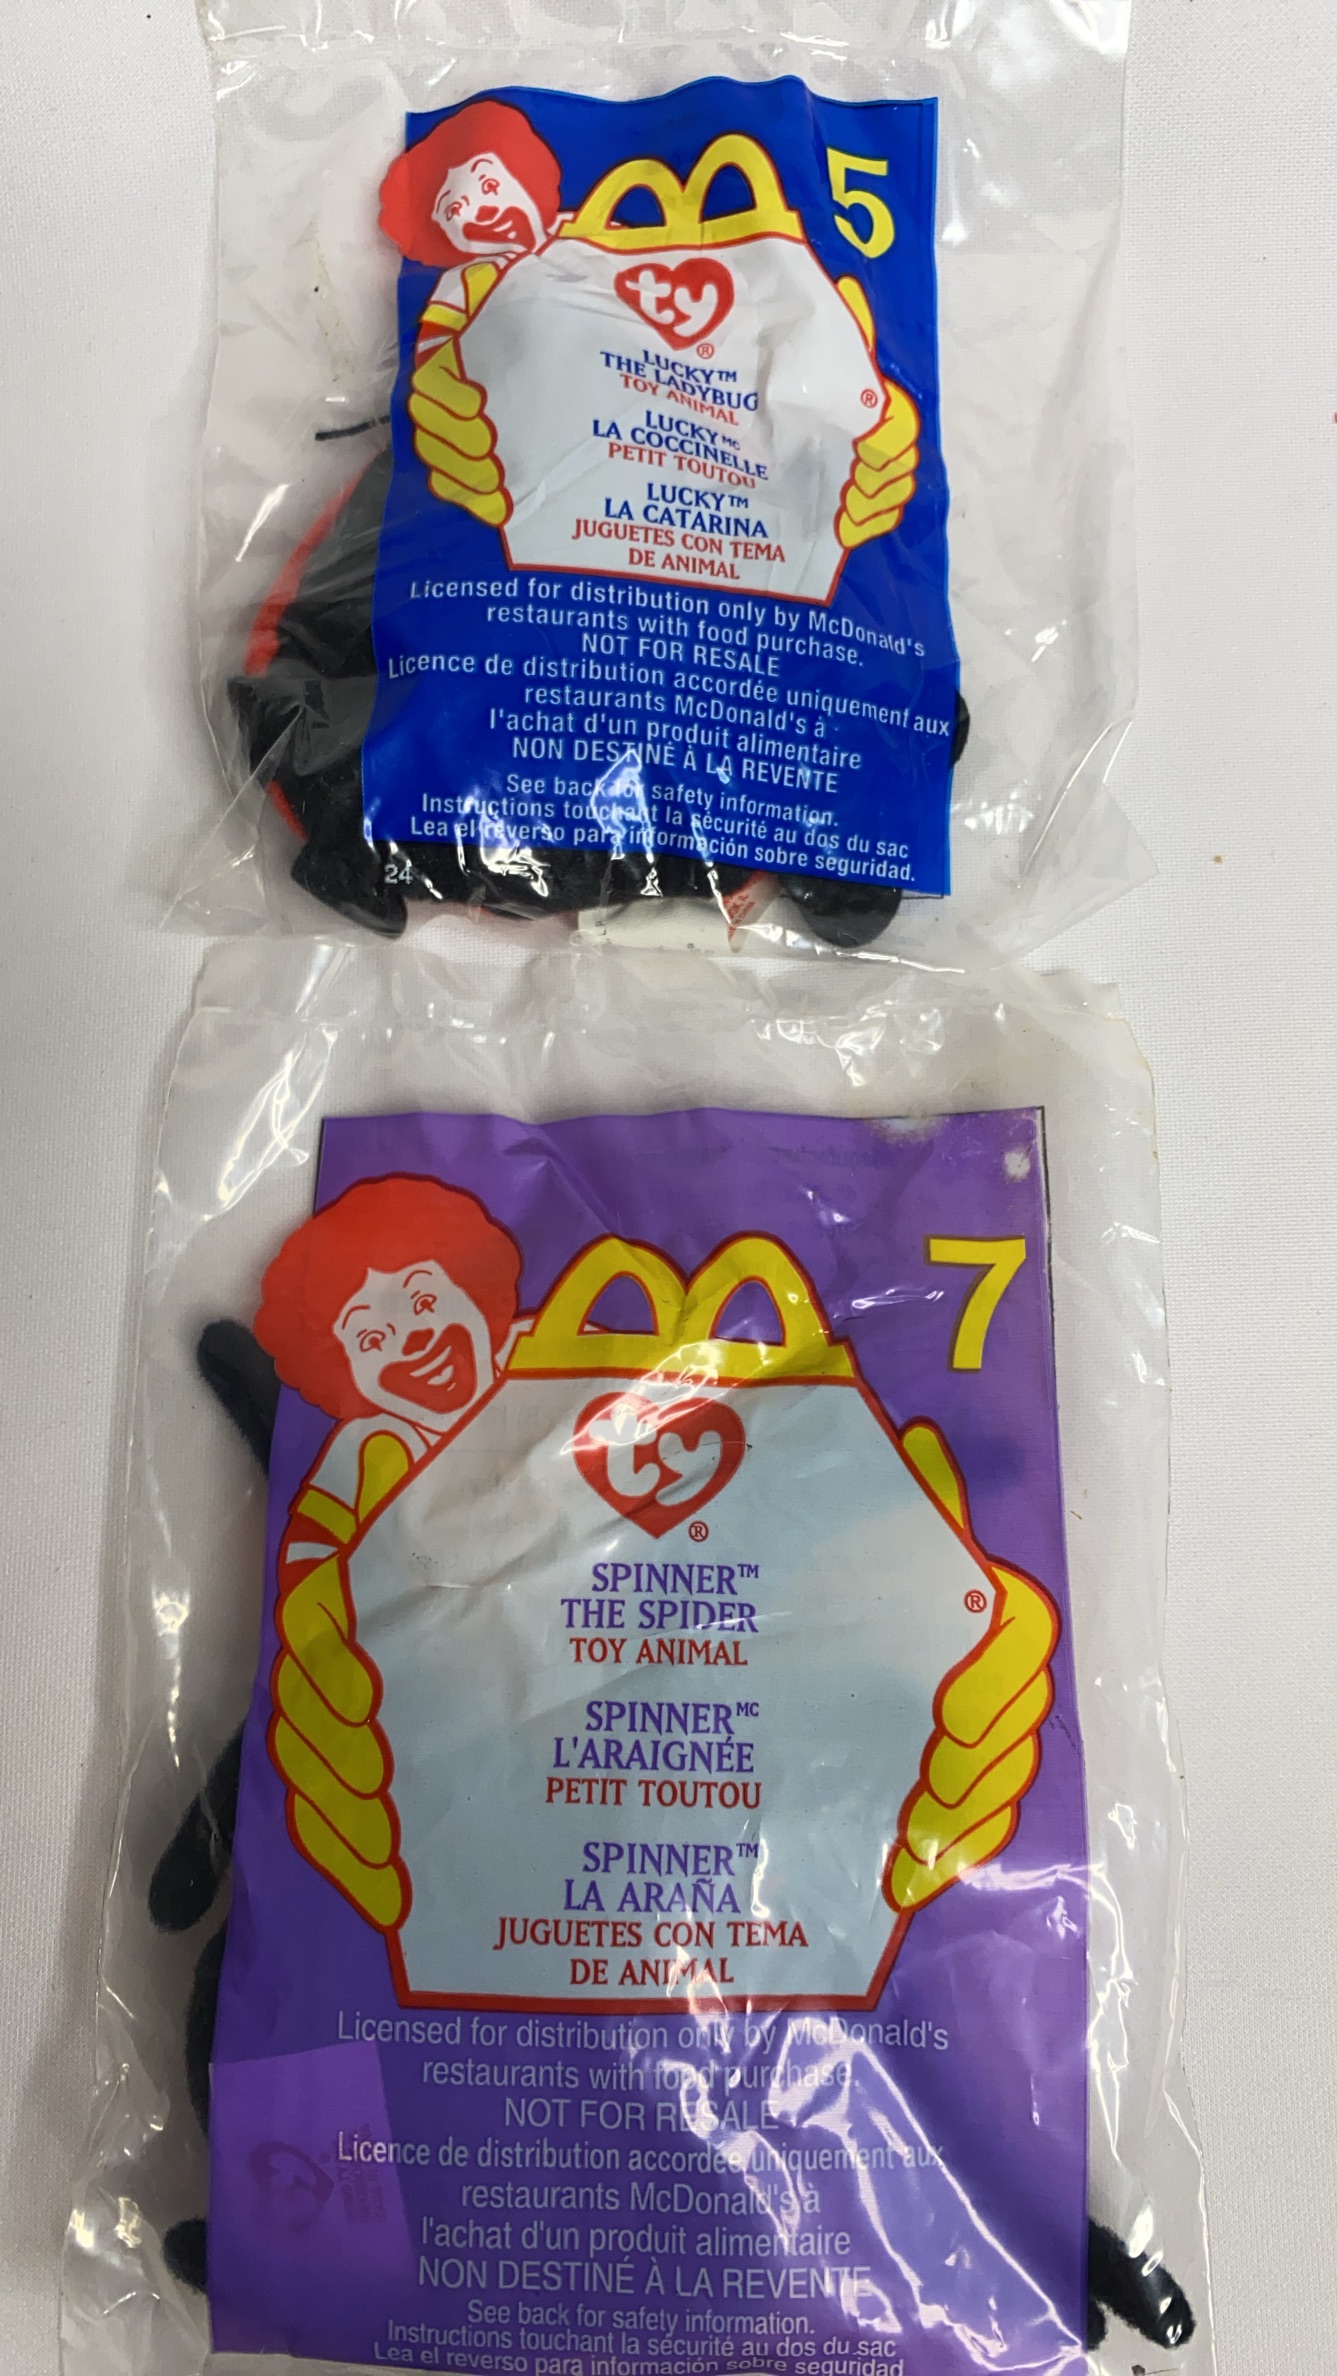 5
ty
®
LUCKY™
THE LADYBUG
TOY ANIMAL
®
LUCKY MC
LA COCCINELLE
PETIT TOUTOU
LUCKY™
LA CATARINA
JUGUETES CON TEMA
DE ANIMAL
Licensed for distribution only by McDonald's
restaurants with food purchase.
NOT FOR RESALE
Licence de distribution accordée uniquement aux
restaurants McDonald's à
l'achat d'un produit alimentaire
NON DESTINÉ À LA REVENTE
See back for safety information.
Instructions touchant la sécurité au dos du sac
Lea el reverso para información sobre seguridad.
24
7
ty
®
SPINNER™
THE SPIDER
TOY ANIMAL
®
SPINNER MC
L'ARAIGNÉE
PETIT TOUTOU
SPINNER™
LA ARAÑA
JUGUETES CON TEMA
DE ANIMAL
Licensed for distribution only by McDonald's
restaurants with food purchase.
NOT FOR RESALE
Licence de distribution accordée uniquement aux
restaurants McDonald's à
l'achat d'un produit alimentaire
NON DESTINÉ À LA REVENTE
See back for safety information.
Instructions touchant la sécurité au dos du sac
Lea el reverso para información sobre seguridad